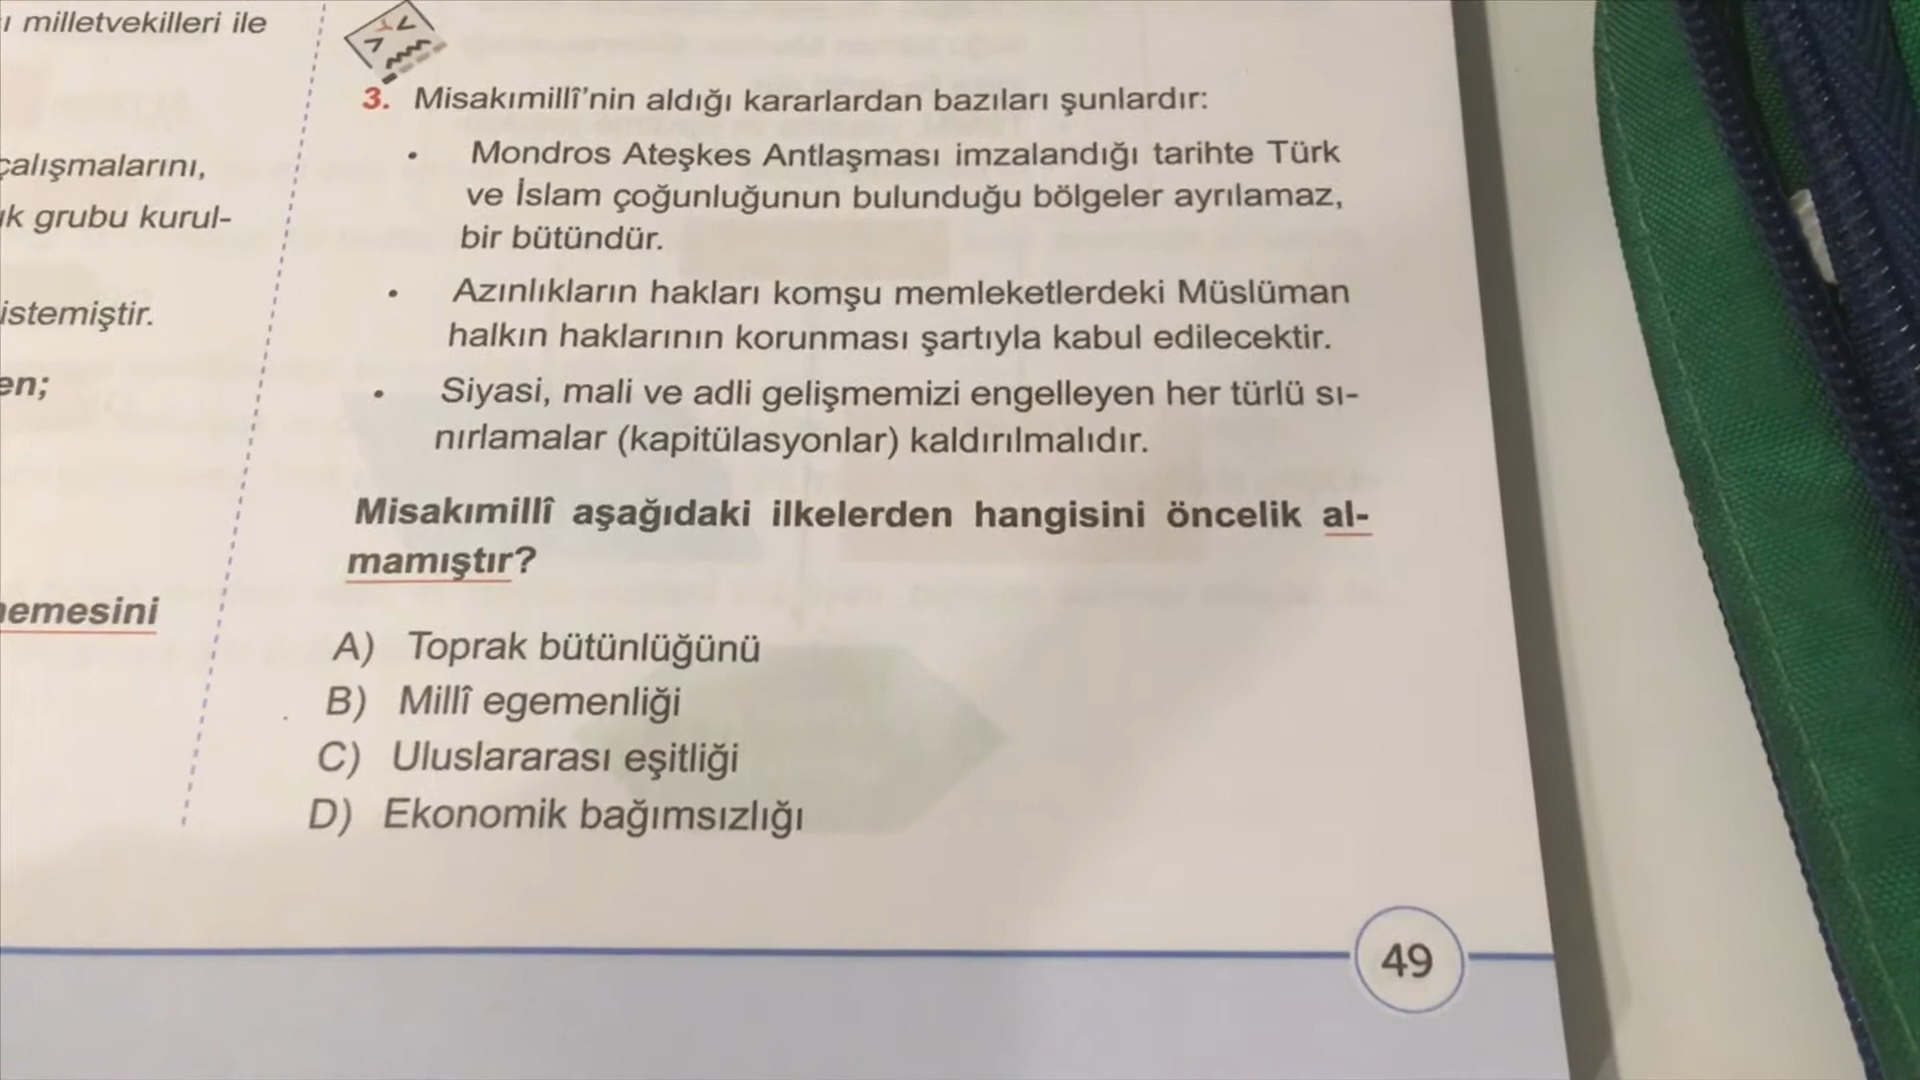 milletvekilleri ile
çalışmalarını,
grubu kurul-
istemiştir.
3. Misakımillî'nin aldığı kararlardan bazıları şunlardır:
• Mondros Ateşkes Antlaşması imzalandığı tarihte Türk
ve İslam çoğunluğunun bulunduğu bölgeler ayrılamaz,
bir bütündür.
• Azınlıkların hakları komşu memleketlerdeki Müslüman
halkın haklarının korunması şartıyla kabul edilecektir.
• Siyasi, mali ve adli gelişmemizi engelleyen her türlü sı-
nırlamalar (kapitülasyonlar) kaldırılmalıdır.
Misakımillî aşağıdaki ilkelerden hangisini öncelik al-
mamıştır?
A) Toprak bütünlüğünü
B) Millî egemenliği
C) Uluslararası eşitliği
D) Ekonomik bağımsızlığı
49